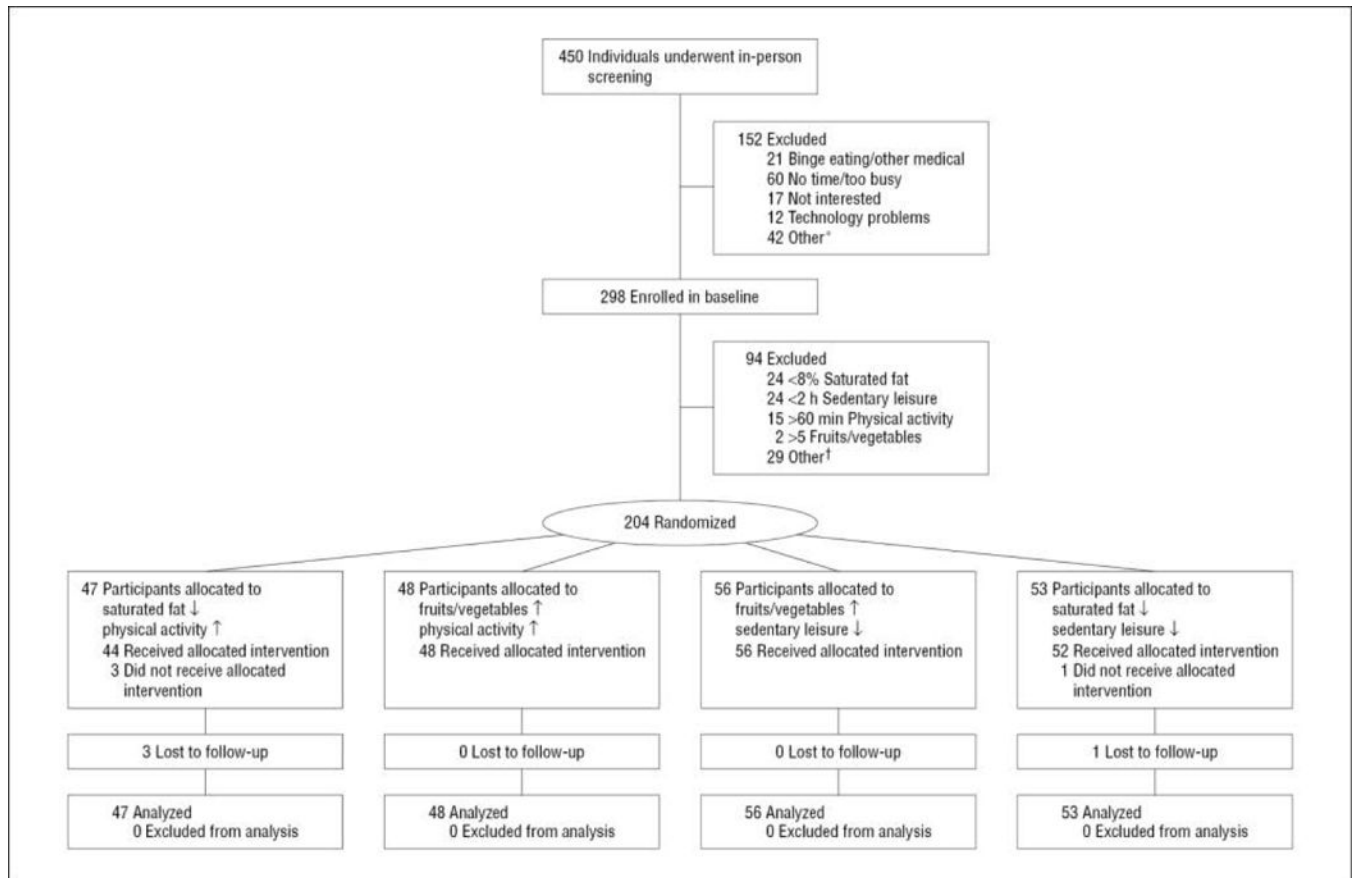 450 Individuals underwent in-person
screening
152 Excluded
21 Binge eating/other medical
60 No time/too busy
17 Not interested
12 Technology problems
42 Other*
298 Enrolled in baseline
94 Excluded
24 <8% Saturated fat
24 <2 h Sedentary leisure
15 >60 min Physical activity
2 >5 Fruits/vegetables
29 Other†
204 Randomized
47 Participants allocated to
saturated fat ↓
physical activity ↑
44 Received allocated intervention
3 Did not receive allocated
intervention
48 Participants allocated to
fruits/vegetables ↑
physical activity ↑
48 Received allocated intervention
56 Participants allocated to
fruits/vegetables ↑
sedentary leisure ↓
56 Received allocated intervention
53 Participants allocated to
saturated fat ↓
sedentary leisure ↓
52 Received allocated intervention
1 Did not receive allocated
intervention
3 Lost to follow-up
0 Lost to follow-up
0 Lost to follow-up
1 Lost to follow-up
47 Analyzed
0 Excluded from analysis
48 Analyzed
0 Excluded from analysis
56 Analyzed
0 Excluded from analysis
53 Analyzed
0 Excluded from analysis